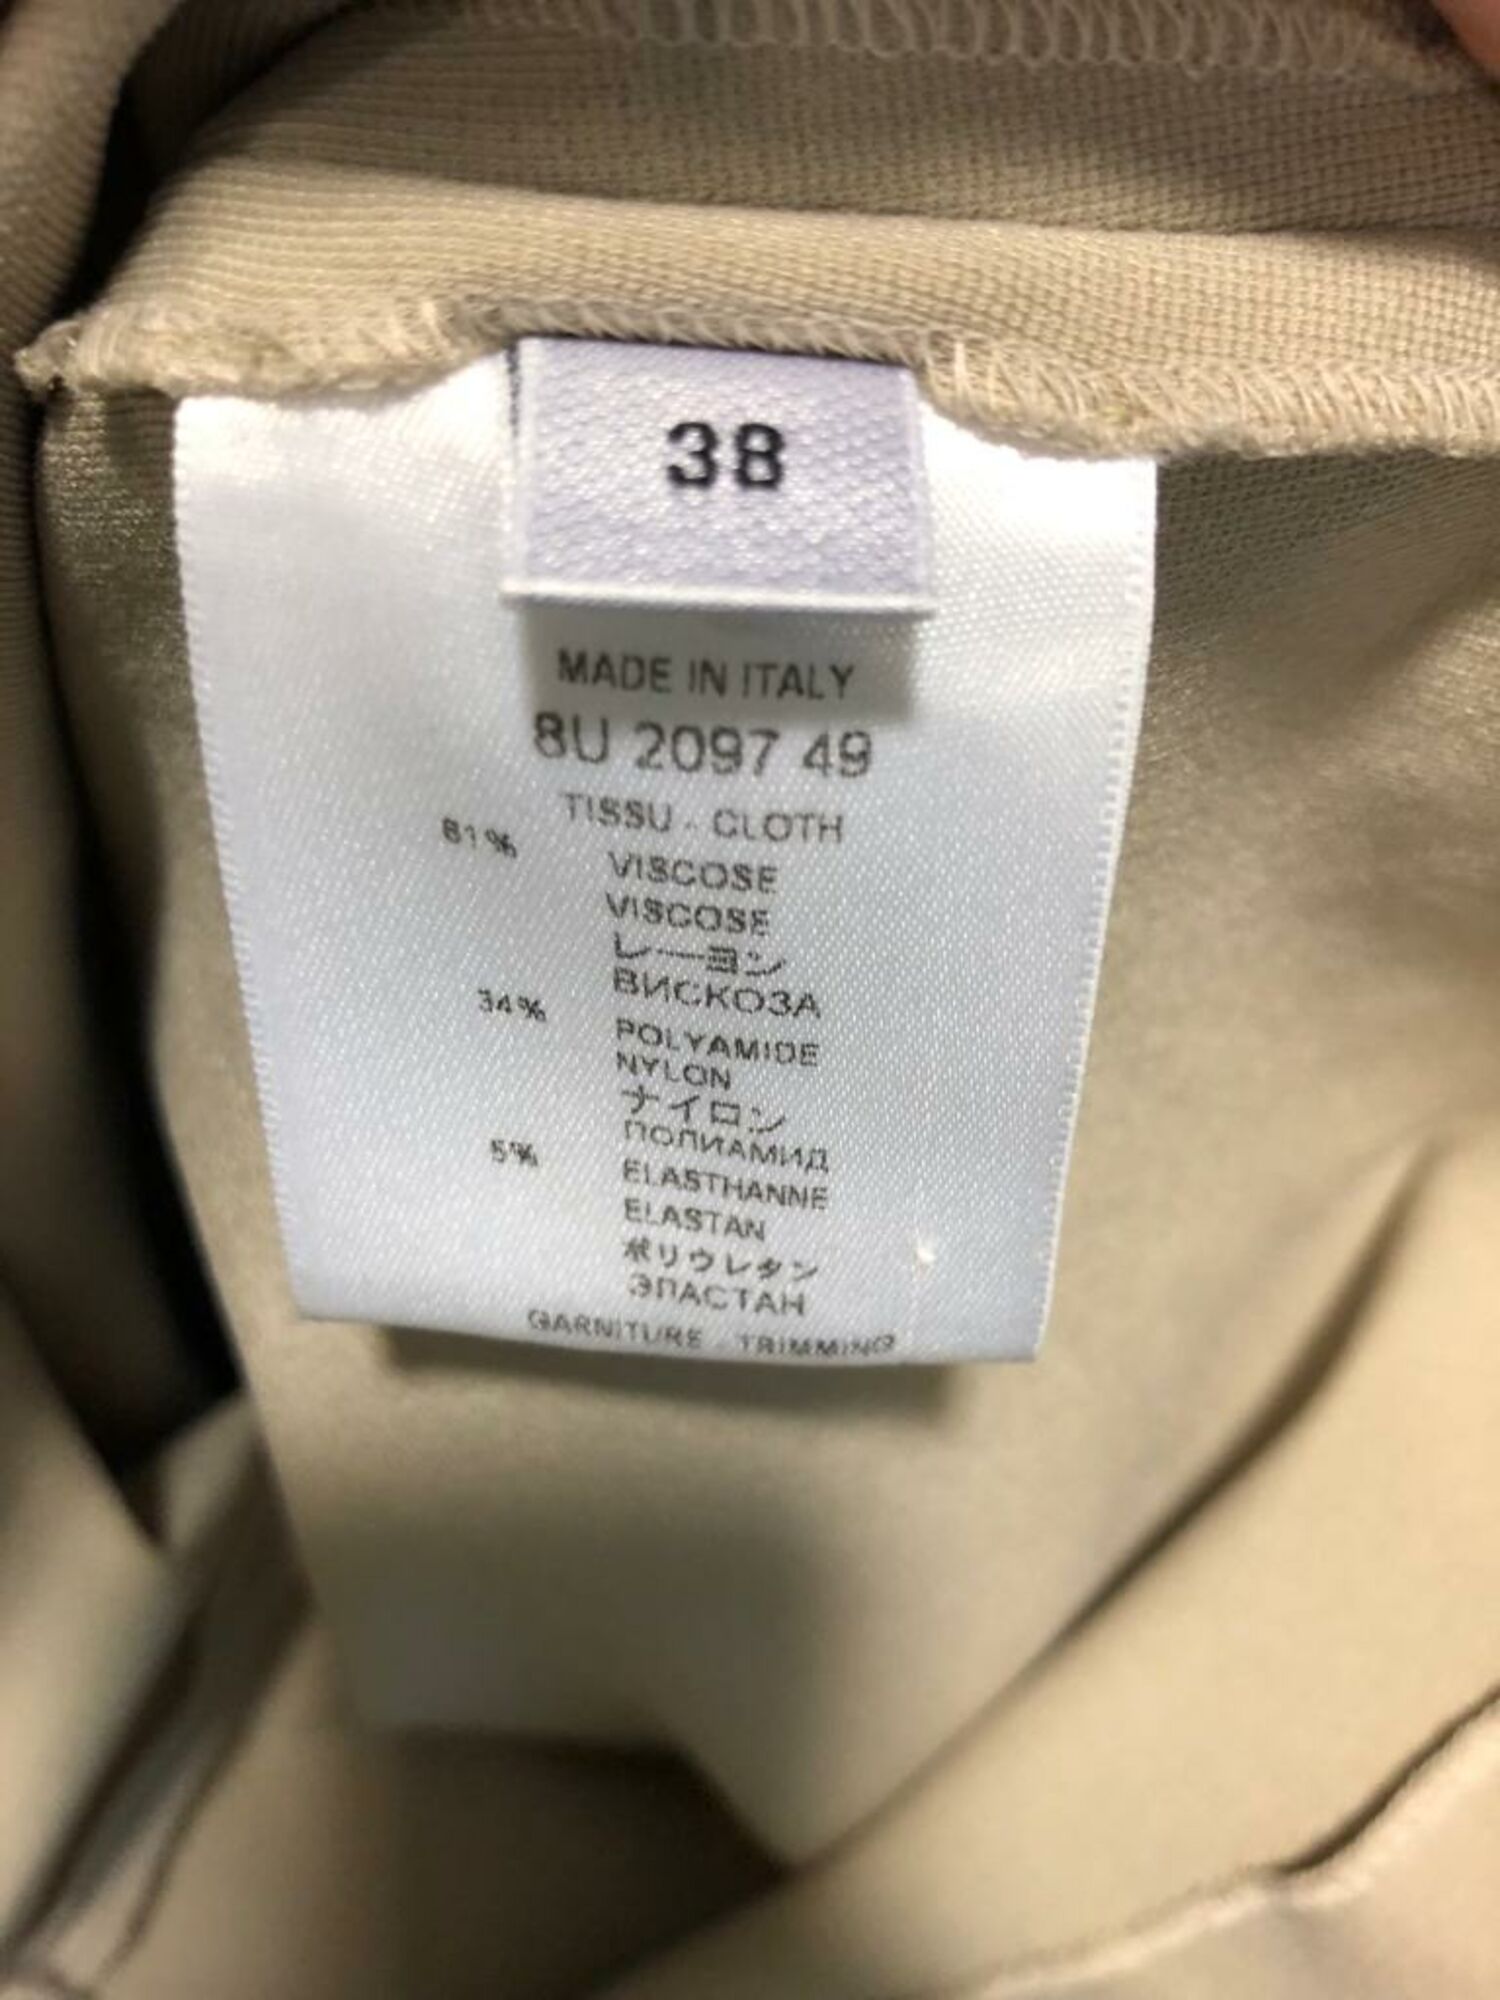 38
MADE IN ITALY
8U 2097 49
TISSU - CLOTH
61% VISCOSE
VISCOSE
レーヨン
ВИСКОЗА
34% POLYAMIDE
NYLON
ナイロン
ПОЛИАМИД
5% ELASTHANNE
ELASTAN
ポリウレタン
ЭЛАСТАН
GARNITURE - TRIMMING